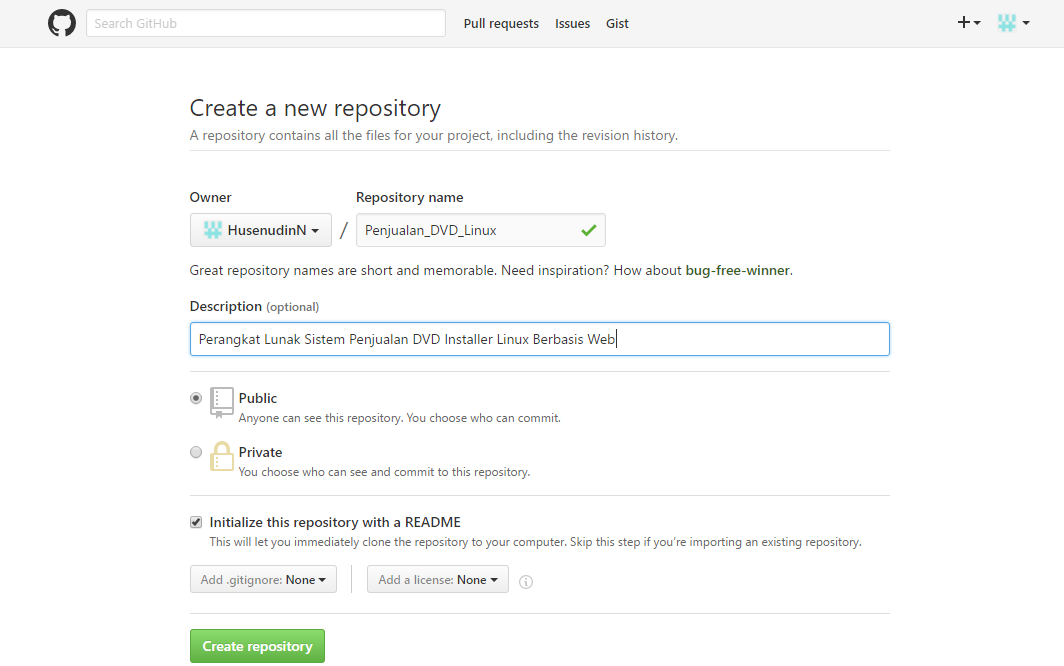 Search GitHub Pull requests Issues Gist
Create a new repository
A repository contains all the files for your project, including the revision history.
Owner Repository name
HusenudinN / Penjualan_DVD_Linux
Great repository names are short and memorable. Need inspiration? How about bug-free-winner.
Description (optional)
Perangkat Lunak Sistem Penjualan DVD Installer Linux Berbasis Web
Public
Anyone can see this repository. You choose who can commit.
Private
You choose who can see and commit to this repository.
Initialize this repository with a README
This will let you immediately clone the repository to your computer. Skip this step if you’re importing an existing repository.
Add .gitignore: None Add a license: None
Create repository